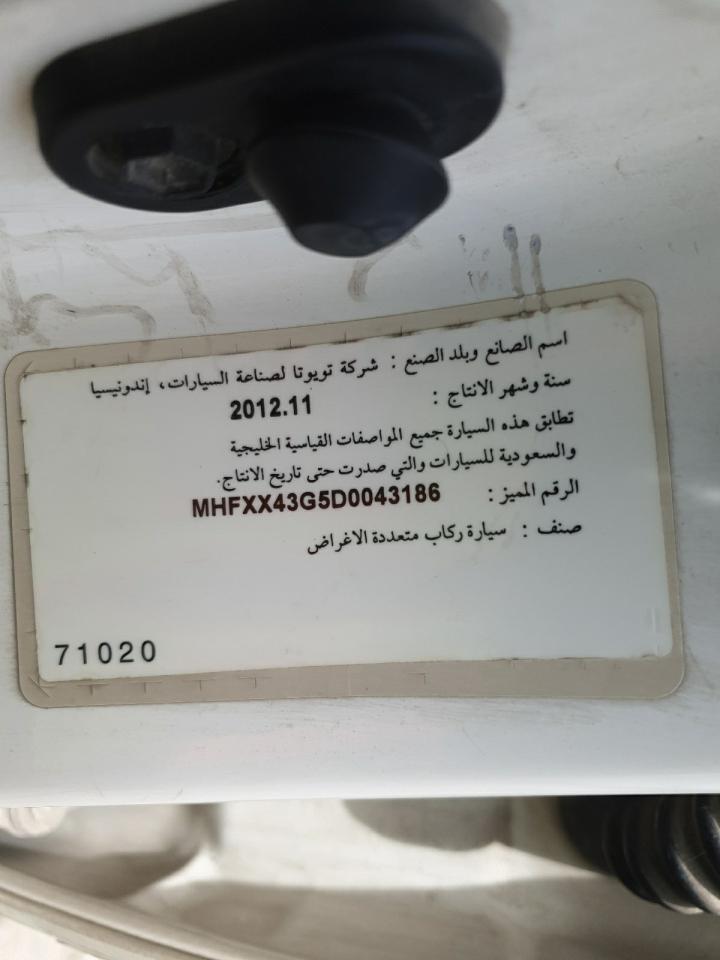 اسم الصانع وبلد الصنع : شركة تويوتا لصناعة السيارات، إندونيسيا
سنة وشهر الانتاج : 2012.11
تطابق هذه السيارة جميع المواصفات القياسية الخليجية
والسعودية للسيارات والتي صدرت حتى تاريخ الانتاج.
الرقم المميز : MHFXX43G5D0043186
صنف : سيارة ركاب متعددة الاغراض
71020